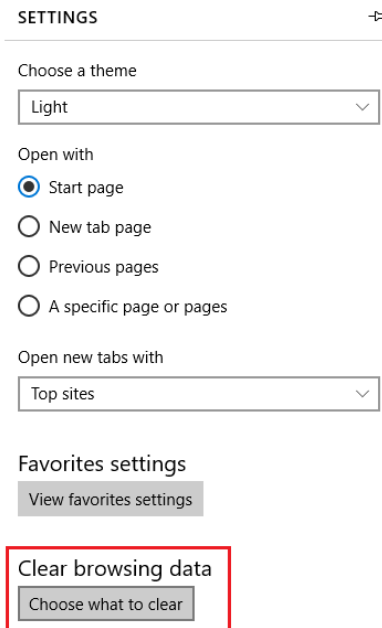 SETTINGS
Choose a theme
Light
Open with
Start page
New tab page
Previous pages
A specific page or pages
Open new tabs with
Top sites
Favorites settings
View favorites settings
Clear browsing data
Choose what to clear